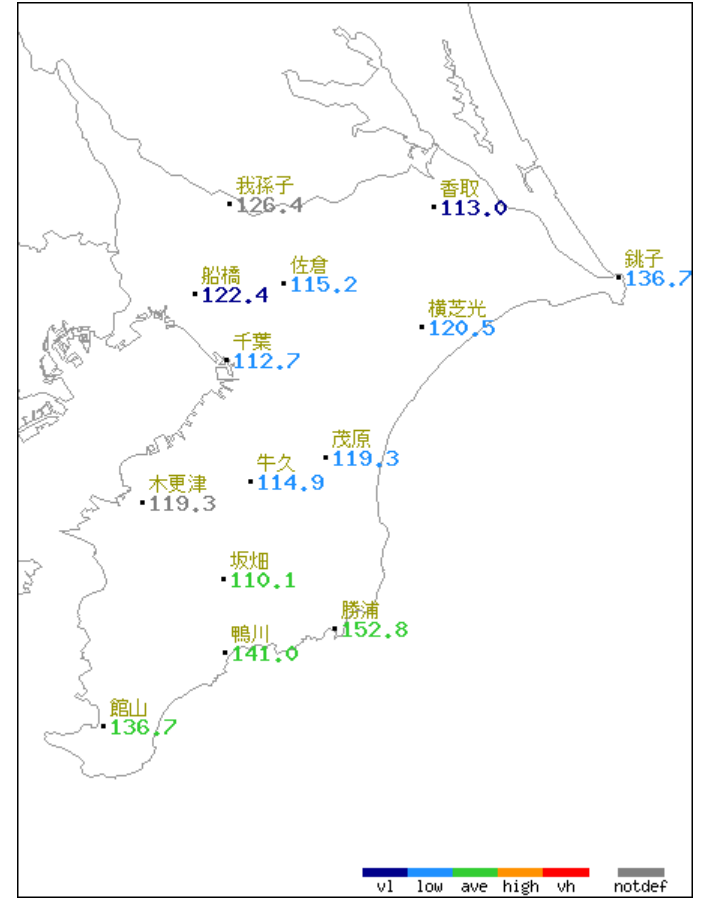 我孫子
126.4
香取
113.0
銚子
136.7
船橋
122.4
佐倉
115.2
横芝光
120.5
千葉
112.7
茂原
119.3
牛久
114.9
木更津
119.3
坂畑
110.1
勝浦
152.8
鴨川
141.0
館山
136.7
vl low ave high vh notdef